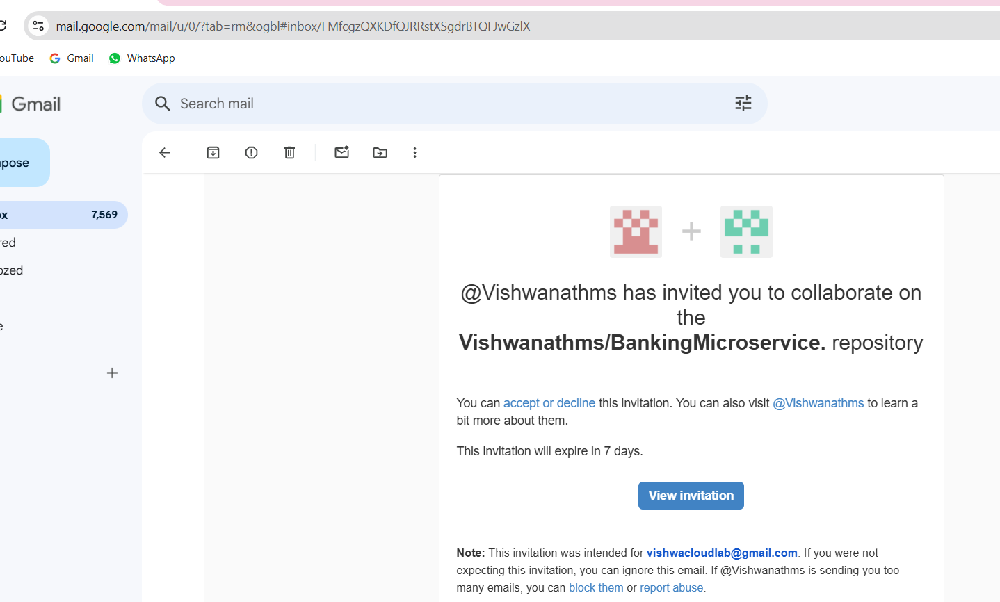 mail.google.com/mail/u/0/?tab=rm&ogbl#inbox/FMfcgzQXKDfQJRRstXSgdrBTQFJwGzlX
ouTube Gmail WhatsApp
Gmail
Search mail
pose
ox 7,569
red
ozed
e
@Vishwanathms has invited you to collaborate on
the
Vishwanathms/BankingMicroservice. repository
You can accept or decline this invitation. You can also visit @Vishwanathms to learn a
bit more about them.
This invitation will expire in 7 days.
View invitation
Note: This invitation was intended for vishwacloudlab@gmail.com. If you were not
expecting this invitation, you can ignore this email. If @Vishwanathms is sending you too
many emails, you can block them or report abuse.